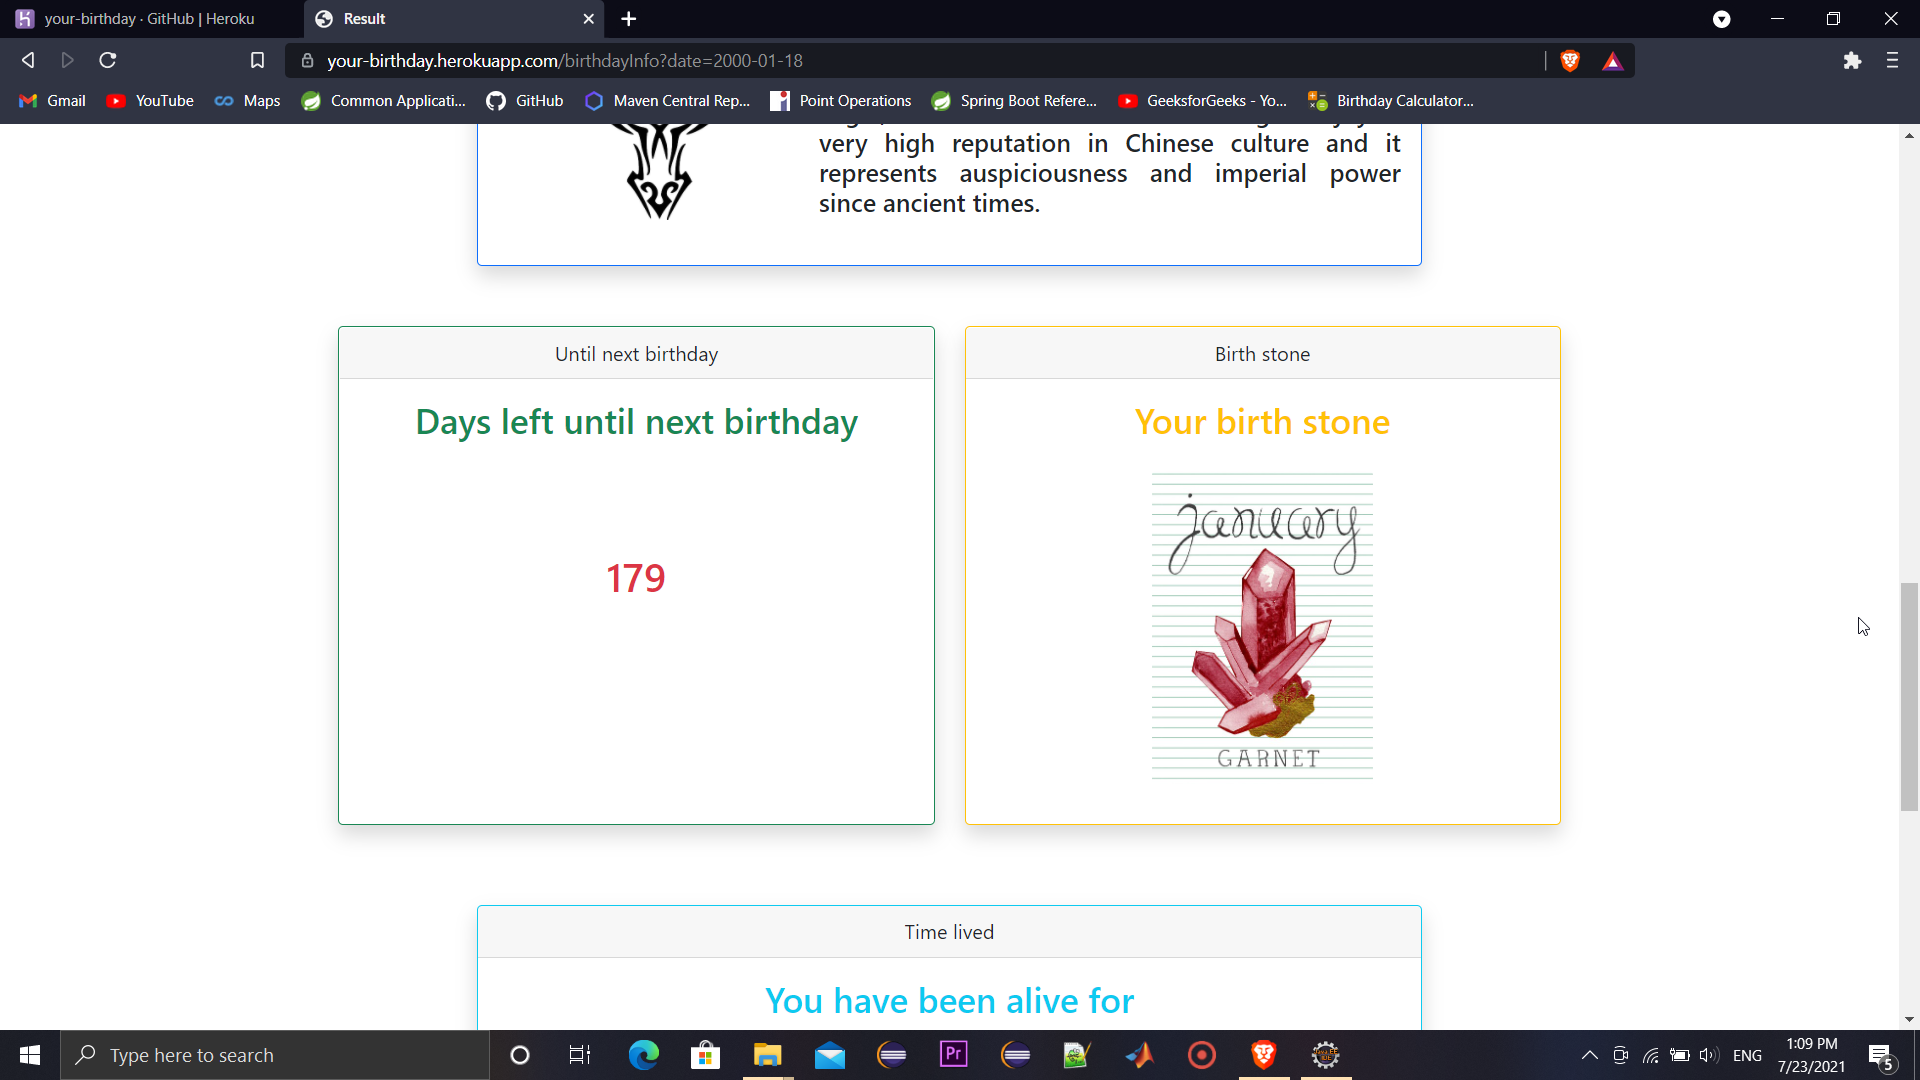 your-birthday · GitHub | Heroku
Result
your-birthday.herokuapp.com/birthdayInfo?date=2000-01-18
Gmail
YouTube
Maps
Common Applicati...
GitHub
Maven Central Rep...
Point Operations
Spring Boot Refere...
GeeksforGeeks - Yo...
Birthday Calculator...
very high reputation in Chinese culture and it
represents auspiciousness and imperial power
since ancient times.
Until next birthday
Days left until next birthday
179
Birth stone
Your birth stone
january
GARNET
Time lived
You have been alive for
Type here to search
Pr
ENG
1:09 PM
7/23/2021
5